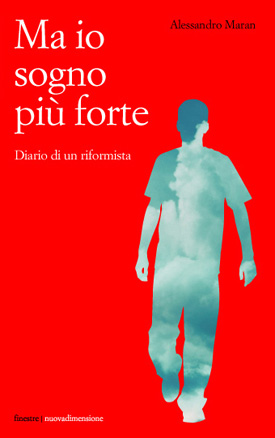 Alessandro Maran
Ma io
sogno
più forte
Diario di un riformista
finestre | nuovadimensione